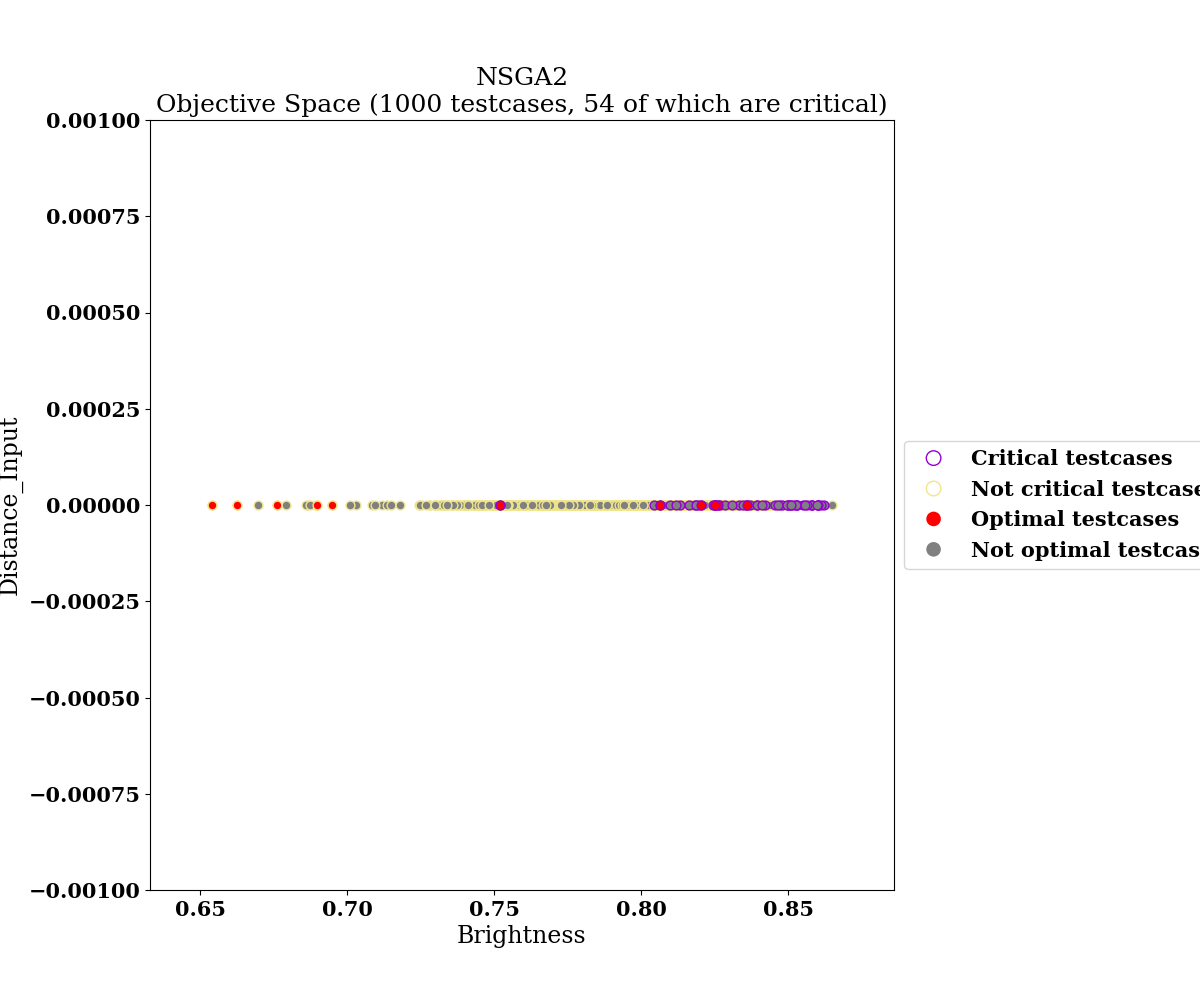 NSGA2
Objective Space (1000 testcases, 54 of which are critical)
0.00100
0.00075
0.00050
0.00025
0.00000
−0.00025
−0.00050
−0.00075
−0.00100
Distance_Input
0.65 0.70 0.75 0.80 0.85
Brightness
Critical testcases
Not critical testcase
Optimal testcases
Not optimal testcas